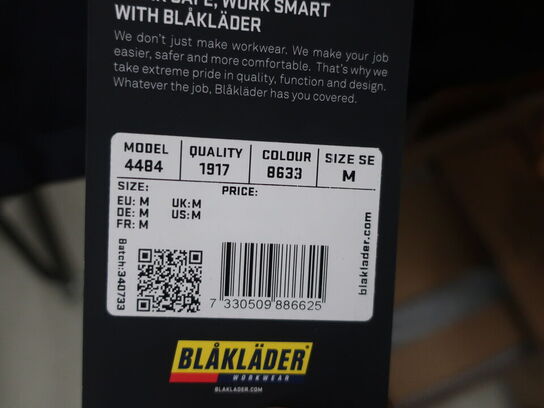 SAFE, WORK SMART
WITH BLÅKLÄDER
We don't just make workwear. We make your job
easier, safer and more comfortable. That's why we
take extreme pride in quality, function and design.
Whatever the job, Blåkläder has you covered.
MODEL QUALITY COLOUR SIZE SE
4484 1917 8633 M
SIZE: PRICE:
EU: M UK:M
DE: M US:M
FR: M
Batch:340733
7 330509 886625
blaklader.com
BLÅKLÄDER
WORKWEAR
BLAKLADER.COM